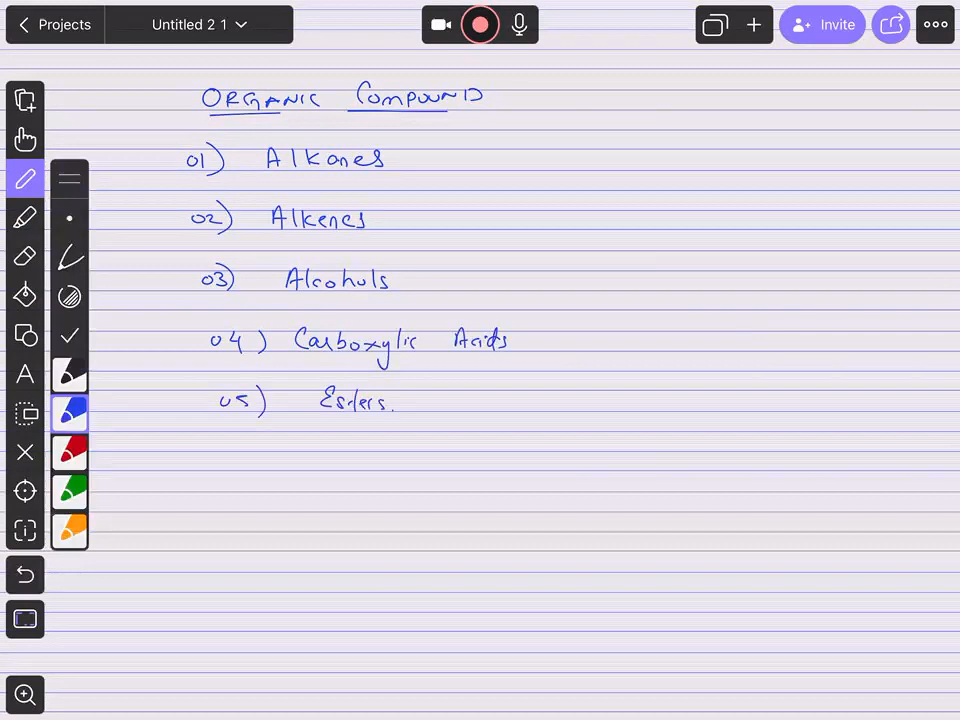 Projects
Untitled 2 1
Invite
ORGANIC COMPOUND
01) Alkanes
02) Alkenes
03) Alcohols
04) Carboxylic Acids
05) Esters.